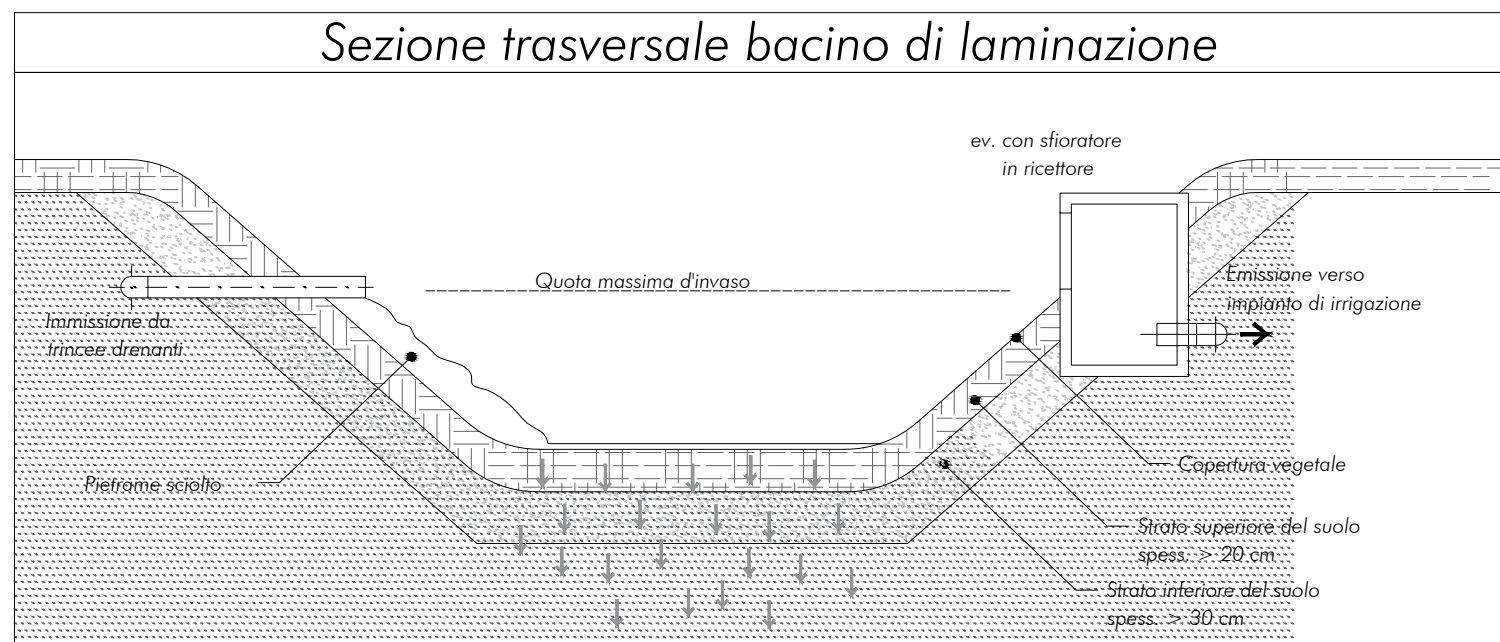 Sezione trasversale bacino di laminazione
ev. con sfioratore
in ricettore
Quota massima d'invaso
Emissione verso
impianto di irrigazione
Immissione da
trincee drenanti
Pietrame sciolto
Copertura vegetale
Strato superiore del suolo
spess. > 20 cm
Strato inferiore del suolo
spess. > 30 cm